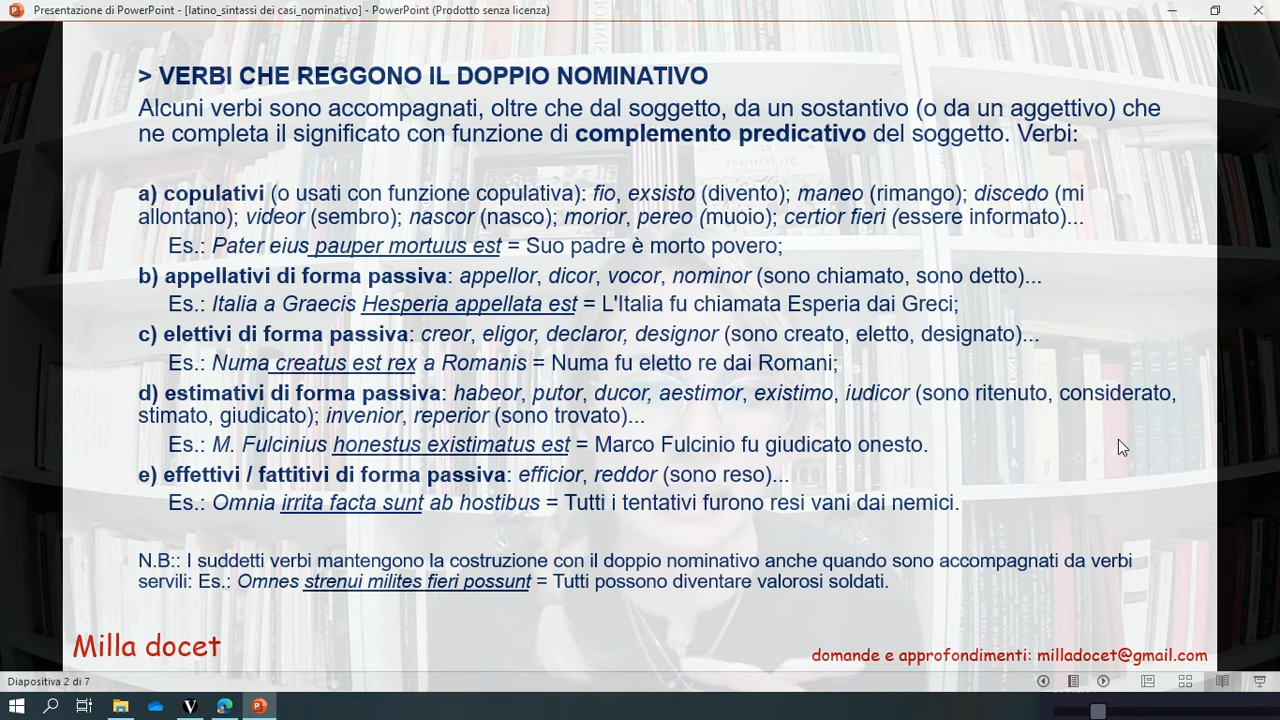 Presentazione di PowerPoint - [latino_sintassi dei casi_nominativo] - PowerPoint (Prodotto senza licenza)
> VERBI CHE REGGONO IL DOPPIO NOMINATIVO
Alcuni verbi sono accompagnati, oltre che dal soggetto, da un sostantivo (o da un aggettivo) che
ne completa il significato con funzione di complemento predicativo del soggetto. Verbi:
a) copulativi (o usati con funzione copulativa): fio, exsisto (divento); maneo (rimango); discedo (mi
allontano); videor (sembro); nascor (nasco); morior, pereo (muoio); certior fieri (essere informato)...
Es.: Pater eius pauper mortuus est = Suo padre è morto povero;
b) appellativi di forma passiva: appellor, dicor, vocor, nominor (sono chiamato, sono detto)...
Es.: Italia a Graecis Hesperia appellata est = L'Italia fu chiamata Esperia dai Greci;
c) elettivi di forma passiva: creor, eligor, declaror, designor (sono creato, eletto, designato)...
Es.: Numa creatus est rex a Romanis = Numa fu eletto re dai Romani;
d) estimativi di forma passiva: habeor, putor, ducor, aestimor, existimo, iudicor (sono ritenuto, considerato,
stimato, giudicato); invenior, reperior (sono trovato)...
Es.: M. Fulcinius honestus existimatus est = Marco Fulcinio fu giudicato onesto.
e) effettivi / fattitivi di forma passiva: efficior, reddor (sono reso)...
Es.: Omnia irrita facta sunt ab hostibus = Tutti i tentativi furono resi vani dai nemici.
N.B:: I suddetti verbi mantengono la costruzione con il doppio nominativo anche quando sono accompagnati da verbi
servili: Es.: Omnes strenui milites fieri possunt = Tutti possono diventare valorosi soldati.
Milla docet
domande e approfondimenti: milladocet@gmail.com
Diapositiva 2 di 7